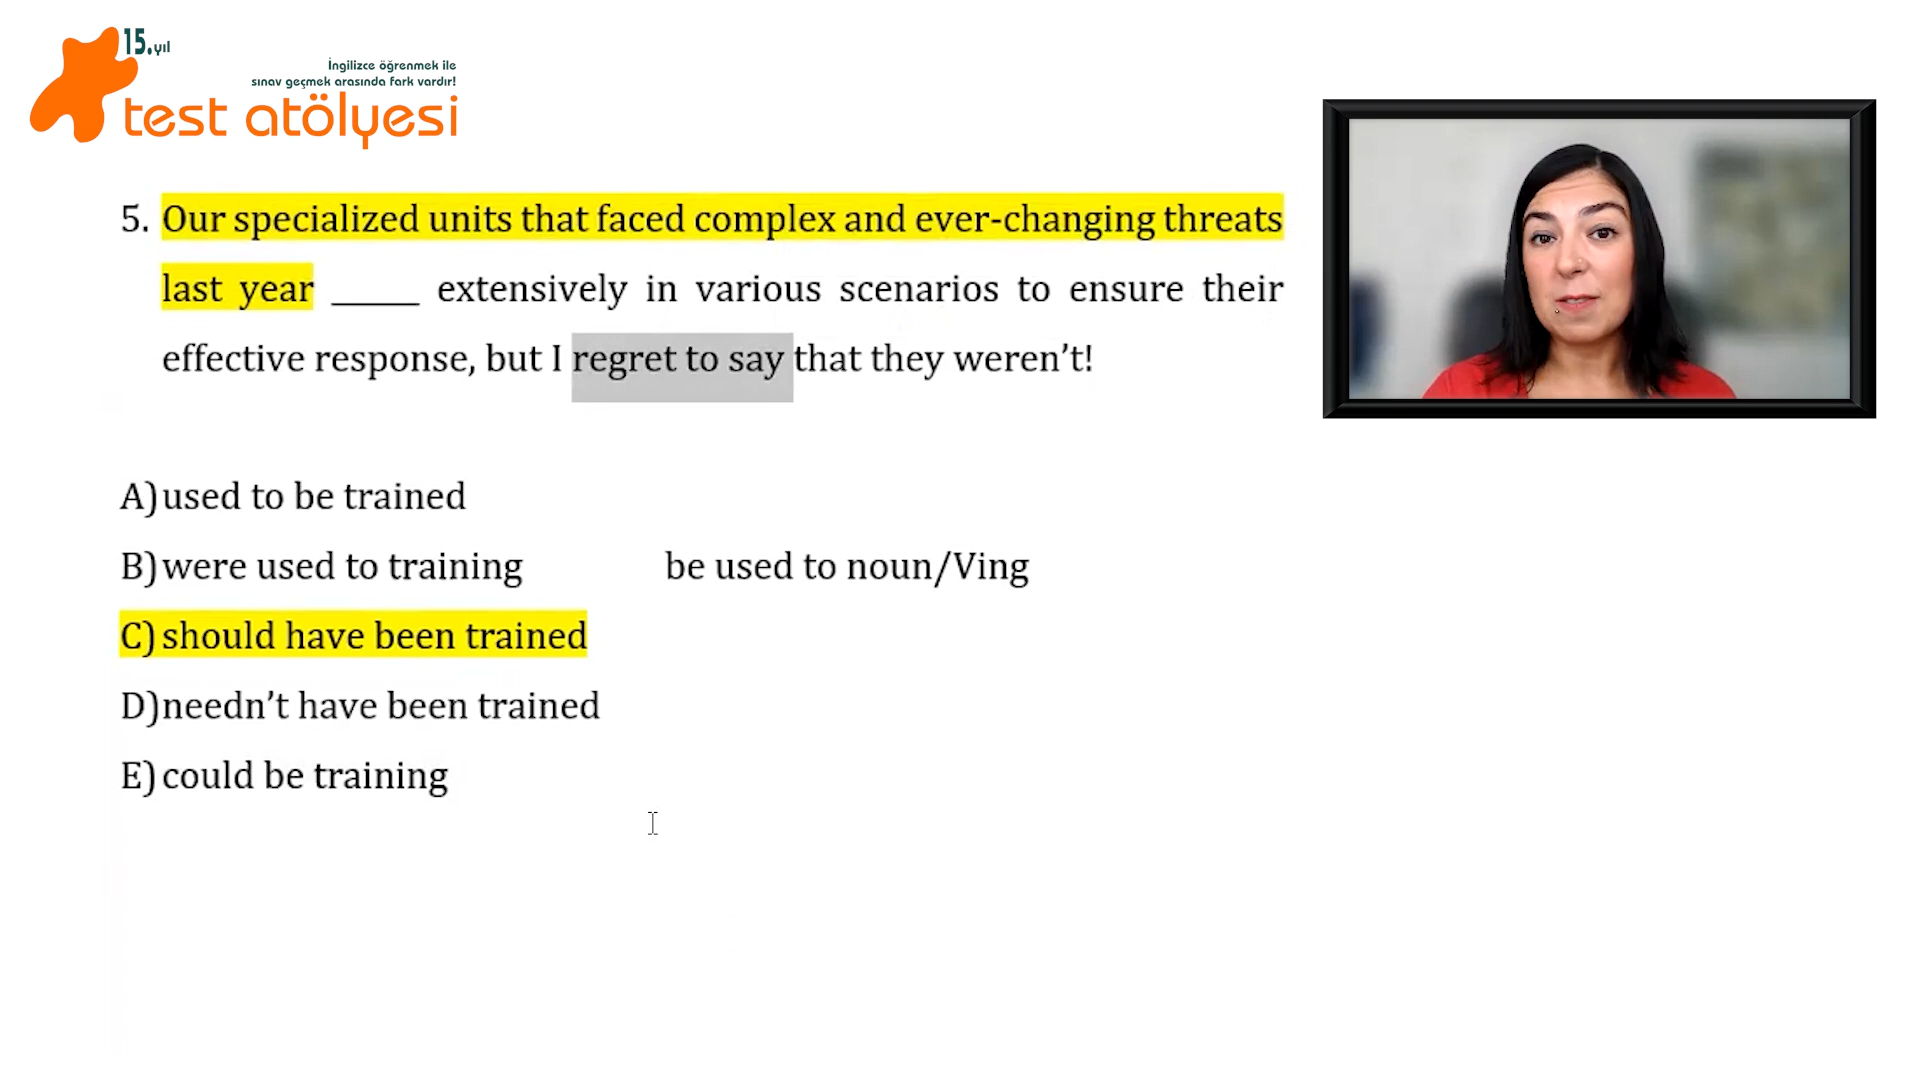 15.yıl
İngilizce öğrenmek ile
sınav geçmek arasında fark vardır!
test atölyesi
5. Our specialized units that faced complex and ever-changing threats
last year _____ extensively in various scenarios to ensure their
effective response, but I regret to say that they weren’t!
A) used to be trained
B) were used to training be used to noun/Ving
C) should have been trained
D) needn’t have been trained
E) could be training